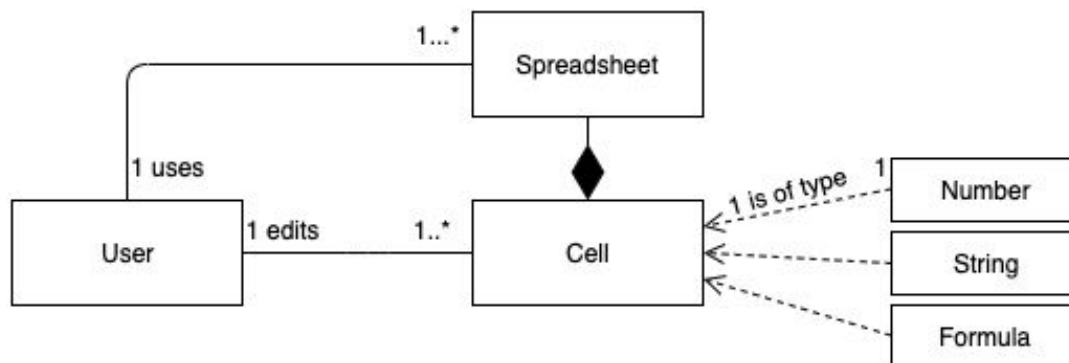 1...*
Spreadsheet
1 uses
1 is of type
1
Number
User
1 edits
1..*
Cell
String
Formula